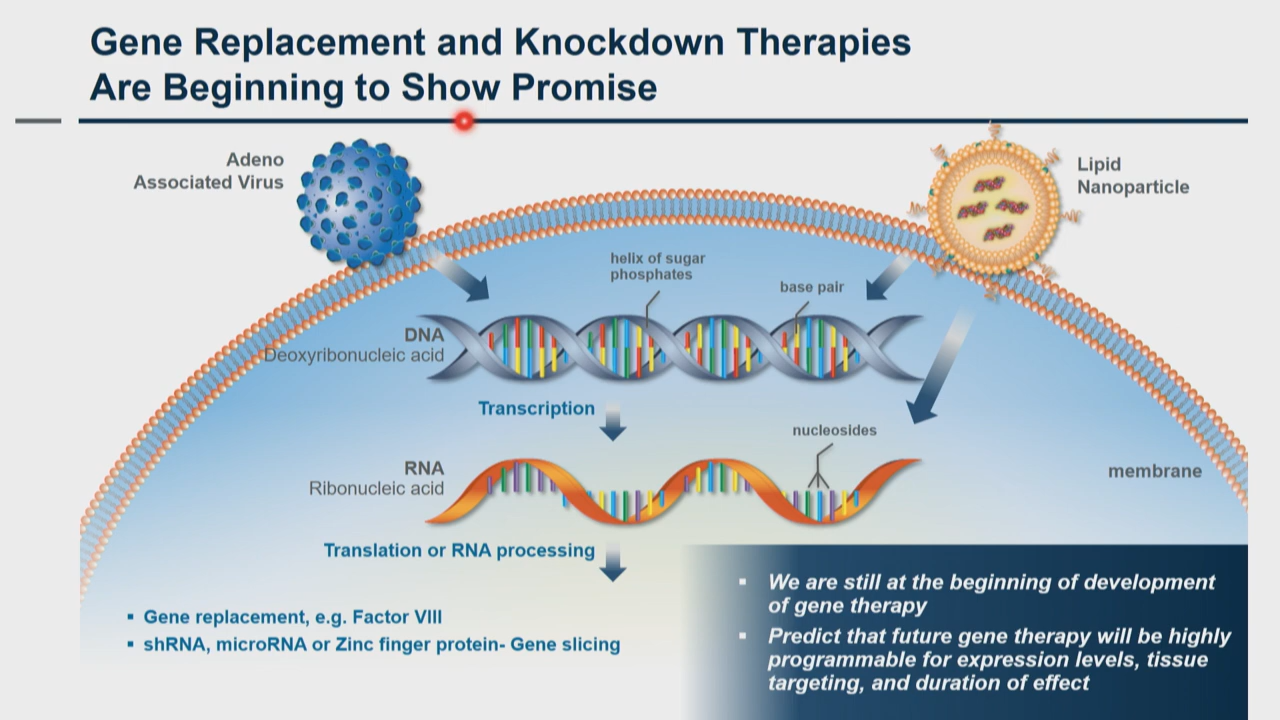 Gene Replacement and Knockdown Therapies
Are Beginning to Show Promise
Adeno
Associated Virus
Lipid
Nanoparticle
helix of sugar
phosphates
base pair
DNA
Deoxyribonucleic acid
Transcription
nucleosides
RNA
Ribonucleic acid
membrane
Translation or RNA processing
▪ Gene replacement, e.g. Factor VIII
▪ shRNA, microRNA or Zinc finger protein- Gene slicing
▪ We are still at the beginning of development
of gene therapy
▪ Predict that future gene therapy will be highly
programmable for expression levels, tissue
targeting, and duration of effect